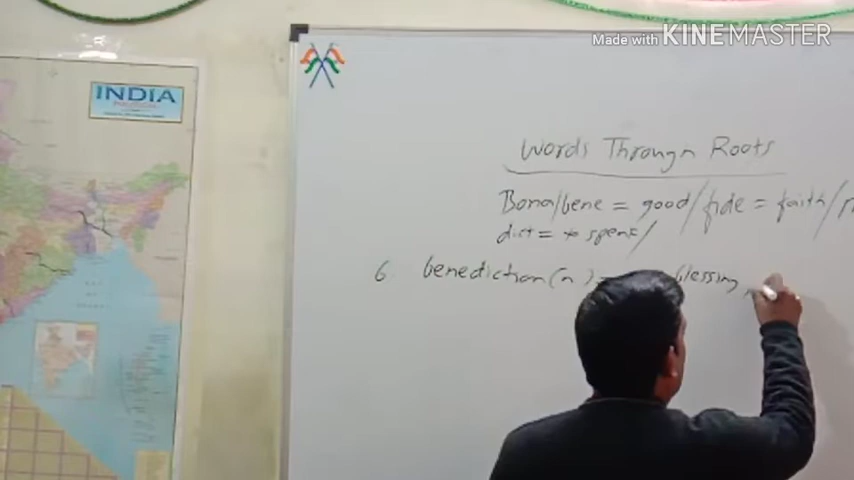 Made with KINEMASTER
INDIA
Words Through Roots
Bona/bene = good/fide = faith/
dict = to speak/
6. benediction (n) = blessing,